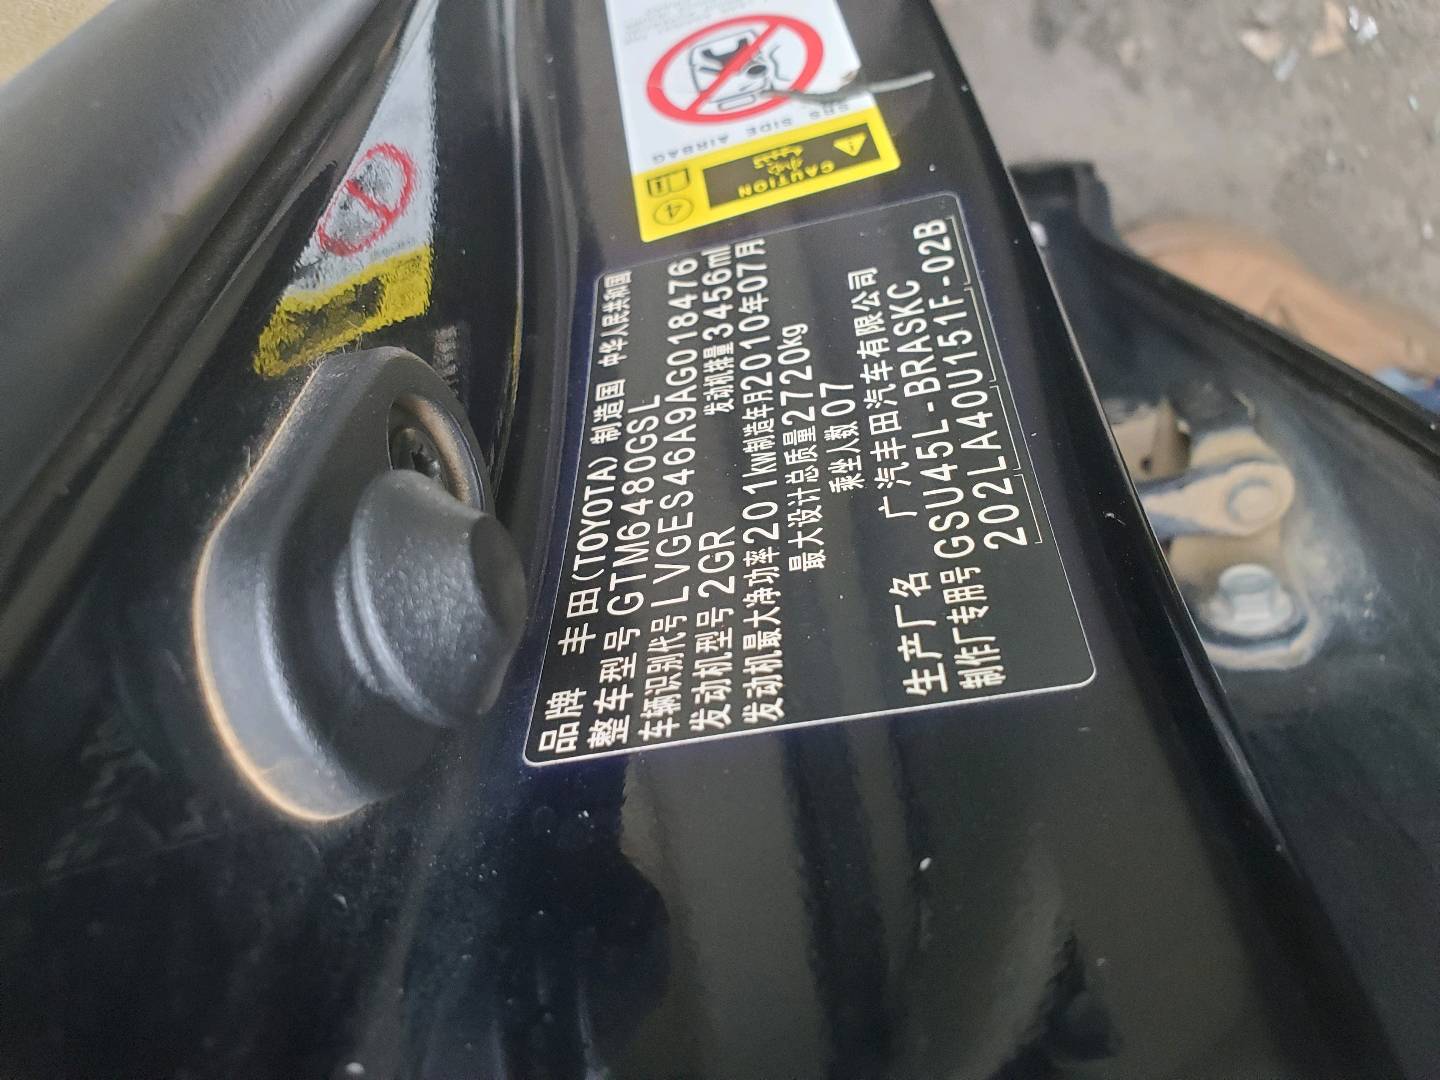 SRS SIDE AIRBAG
CAUTION
品牌 丰田(TOYOTA) 制造国 中华人民共和国
整车型号 GTM6480GSL
车辆识别代号 LVGES46A9AG018476
发动机型号 2GR 发动机排量 3456ml
发动机最大净功率 201kw 制造年月 2010年07月
最大设计总质量 2720kg
乘坐人数 07
生产厂名 广汽丰田汽车有限公司
制作厂专用号 GSU45L-BRASKC
202LA40U151F-02B